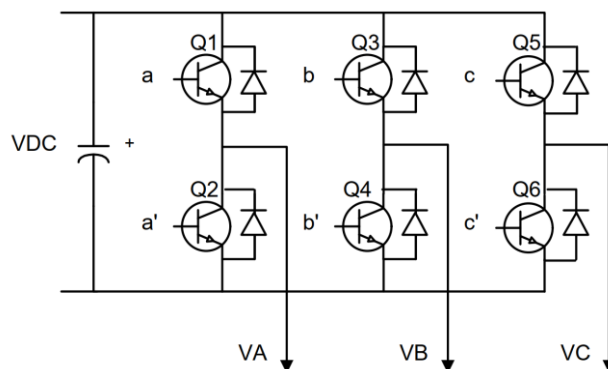 Q1 Q3 Q5
a b c
VDC +
Q2 Q4 Q6
a' b' c'
VA VB VC